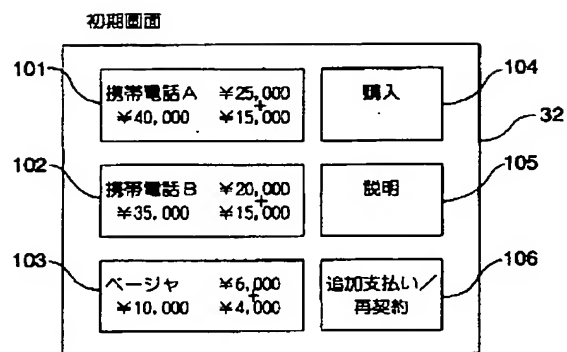 初期画面
101
携帯電話A ¥25,000
+
¥40,000 ¥15,000
購入
104
32
102
携帯電話B ¥20,000
+
¥35,000 ¥15,000
説明
105
103
ページャ ¥6,000
+
¥10,000 ¥4,000
追加支払い/
再契約
106